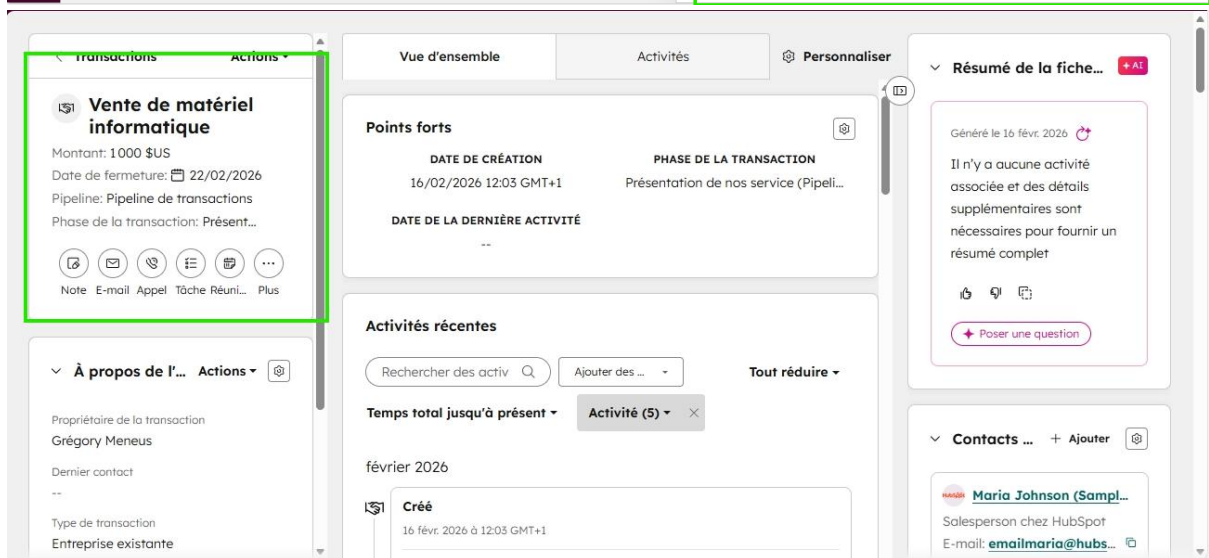 Transactions Actions
Vente de matériel
informatique
Montant: 1 000 $US
Date de fermeture: 22/02/2026
Pipeline: Pipeline de transactions
Phase de la transaction: Présent...
Note E-mail Appel Tâche Réuni... Plus
À propos de l'... Actions
Propriétaire de la transaction
Grégory Meneus
Dernier contact
--
Type de transaction
Entreprise existante
Vue d'ensemble Activités Personnaliser
Points forts
DATE DE CRÉATION PHASE DE LA TRANSACTION
16/02/2026 12:03 GMT+1 Présentation de nos service (Pipeli...
DATE DE LA DERNIÈRE ACTIVITÉ
--
Activités récentes
Rechercher des activ Ajouter des ... Tout réduire
Temps total jusqu'à présent Activité (5)
février 2026
Créé
16 févr. 2026 à 12:03 GMT+1
Résumé de la fiche... AI
Généré le 16 févr. 2026
Il n'y a aucune activité
associée et des détails
supplémentaires sont
nécessaires pour fournir un
résumé complet
Poser une question
Contacts ... + Ajouter
Maria Johnson (Sampl...
Salesperson chez HubSpot
E-mail: emailmaria@hubs...